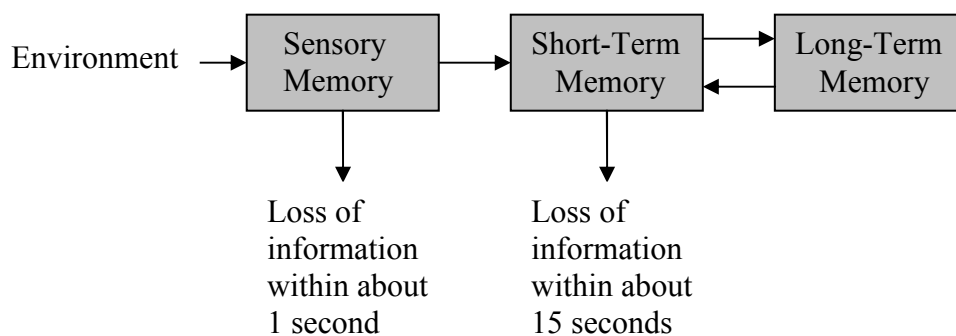 Environment
Sensory
Memory
Short-Term
Memory
Long-Term
Memory
Loss of
information
within about
1 second
Loss of
information
within about
15 seconds